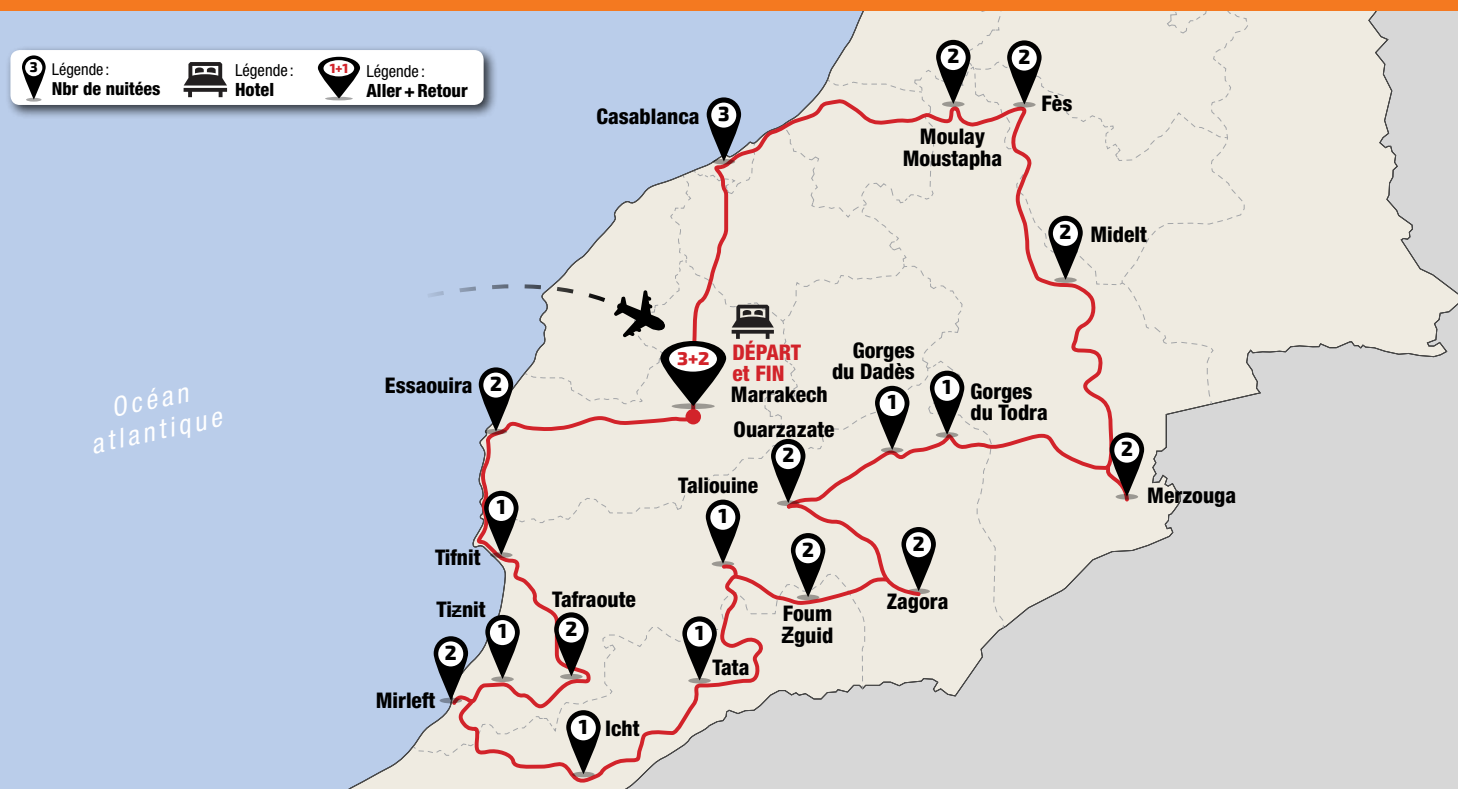 3
Légende :
Nbr de nuitées
Légende :
Hotel
1+1
Légende :
Aller + Retour
2
2
Fès
Moulay
Moustapha
Casablanca
3
2
Midelt
3+2
DÉPART
et FIN
Marrakech
Essaouira
2
Océan
atlantique
Gorges
du Dadès
1
1
Gorges
du Todra
Ouarzazate
2
2
Merzouga
Taliouine
1
1
Tifnit
2
Foum
Zguid
2
Zagora
Tiznit
1
Tafraoute
2
1
Tata
2
Mirleft
1
Icht